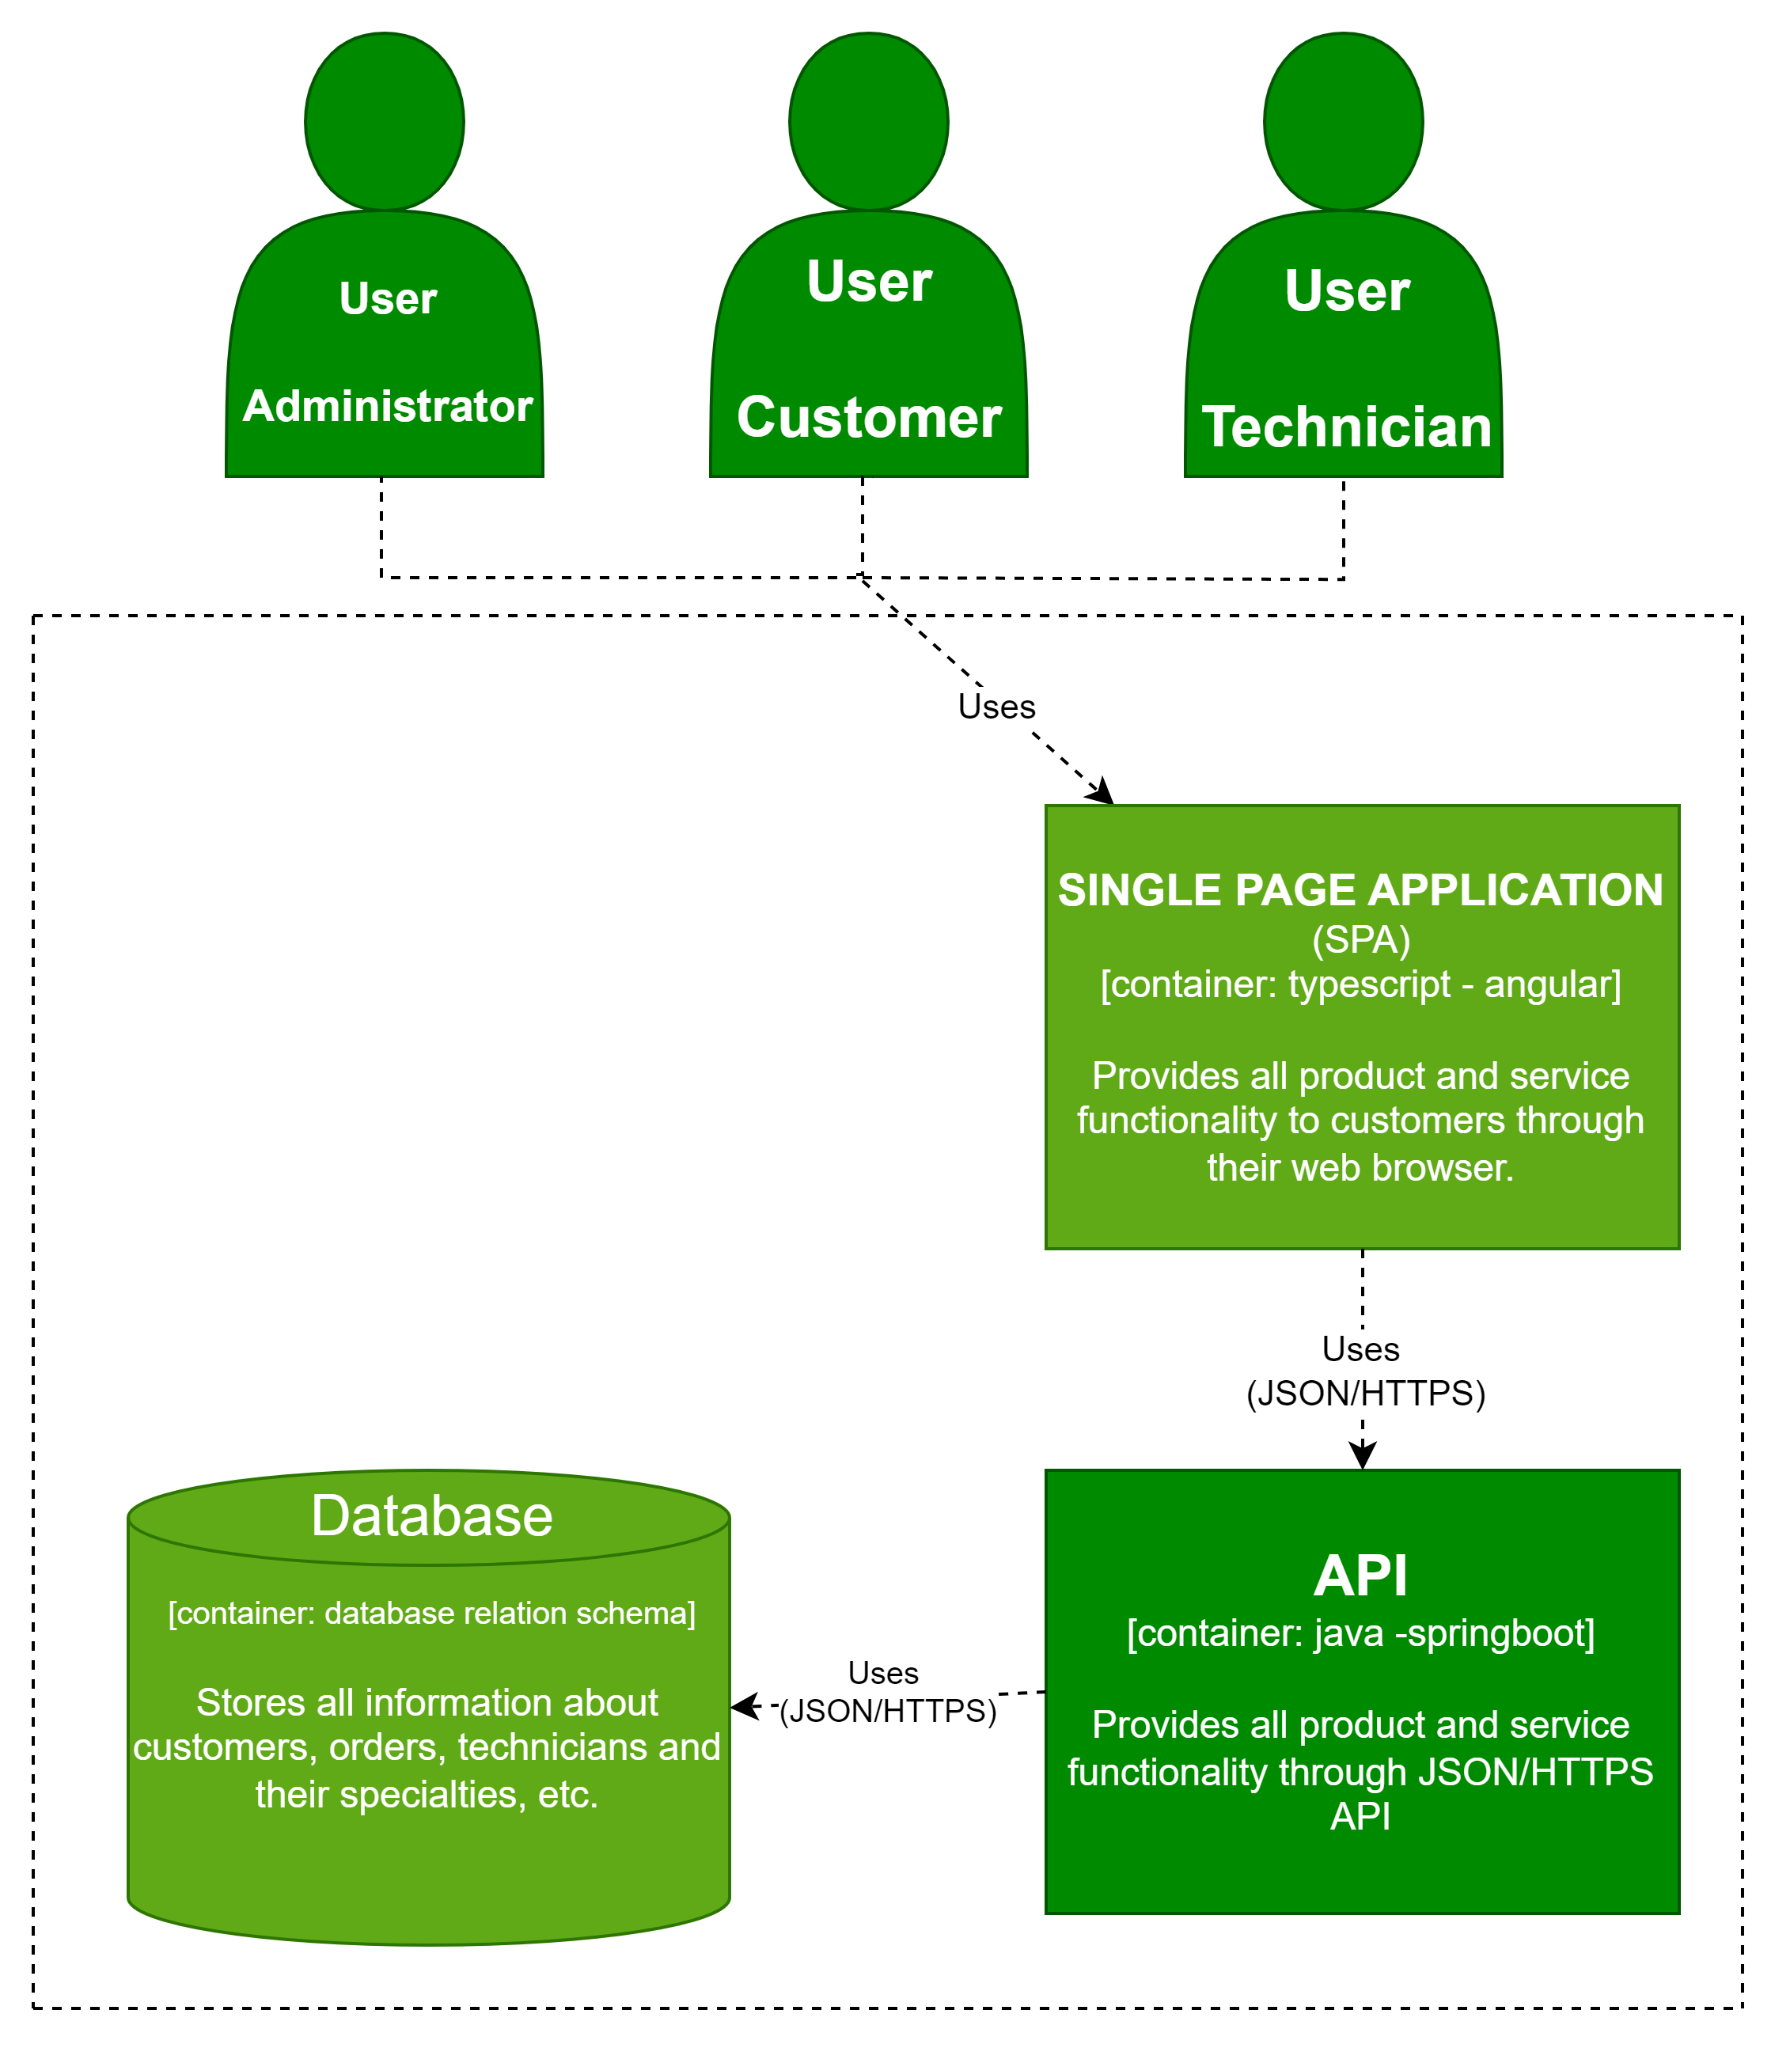 User
Administrator
User
Customer
User
Technician
Uses
SINGLE PAGE APPLICATION
(SPA)
[container: typescript - angular]
Provides all product and service
functionality to customers through
their web browser.
Uses
(JSON/HTTPS)
Database
[container: database relation schema]
Stores all information about
customers, orders, technicians and
their specialties, etc.
Uses
(JSON/HTTPS)
API
[container: java -springboot]
Provides all product and service
functionality through JSON/HTTPS
API